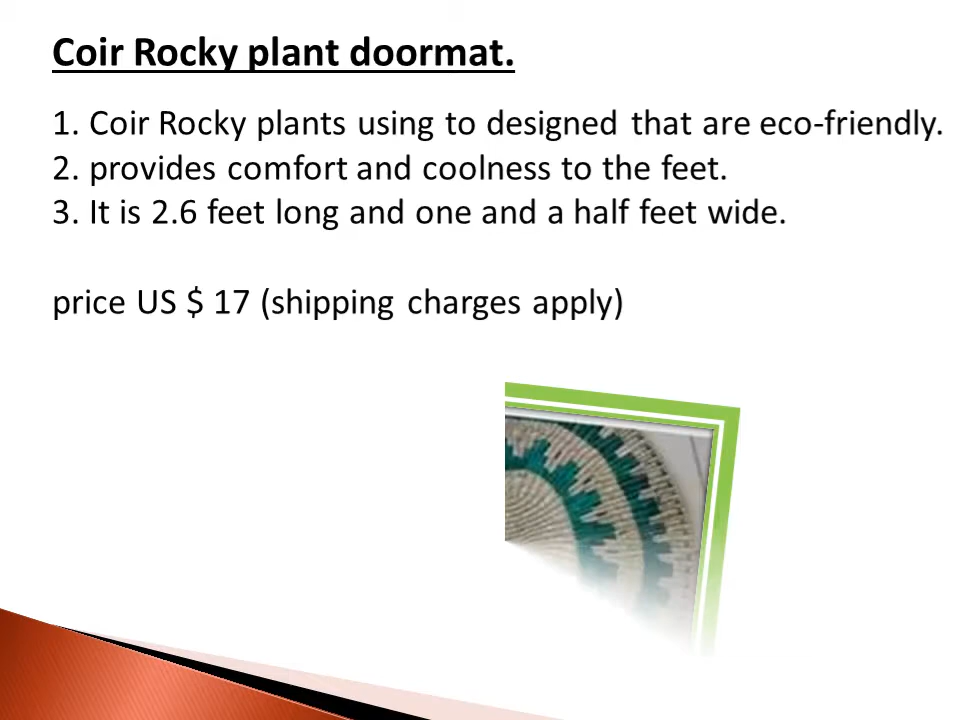 Coir Rocky plant doormat.
1. Coir Rocky plants using to designed that are eco-friendly.
2. provides comfort and coolness to the feet.
3. It is 2.6 feet long and one and a half feet wide.
price US $ 17 (shipping charges apply)